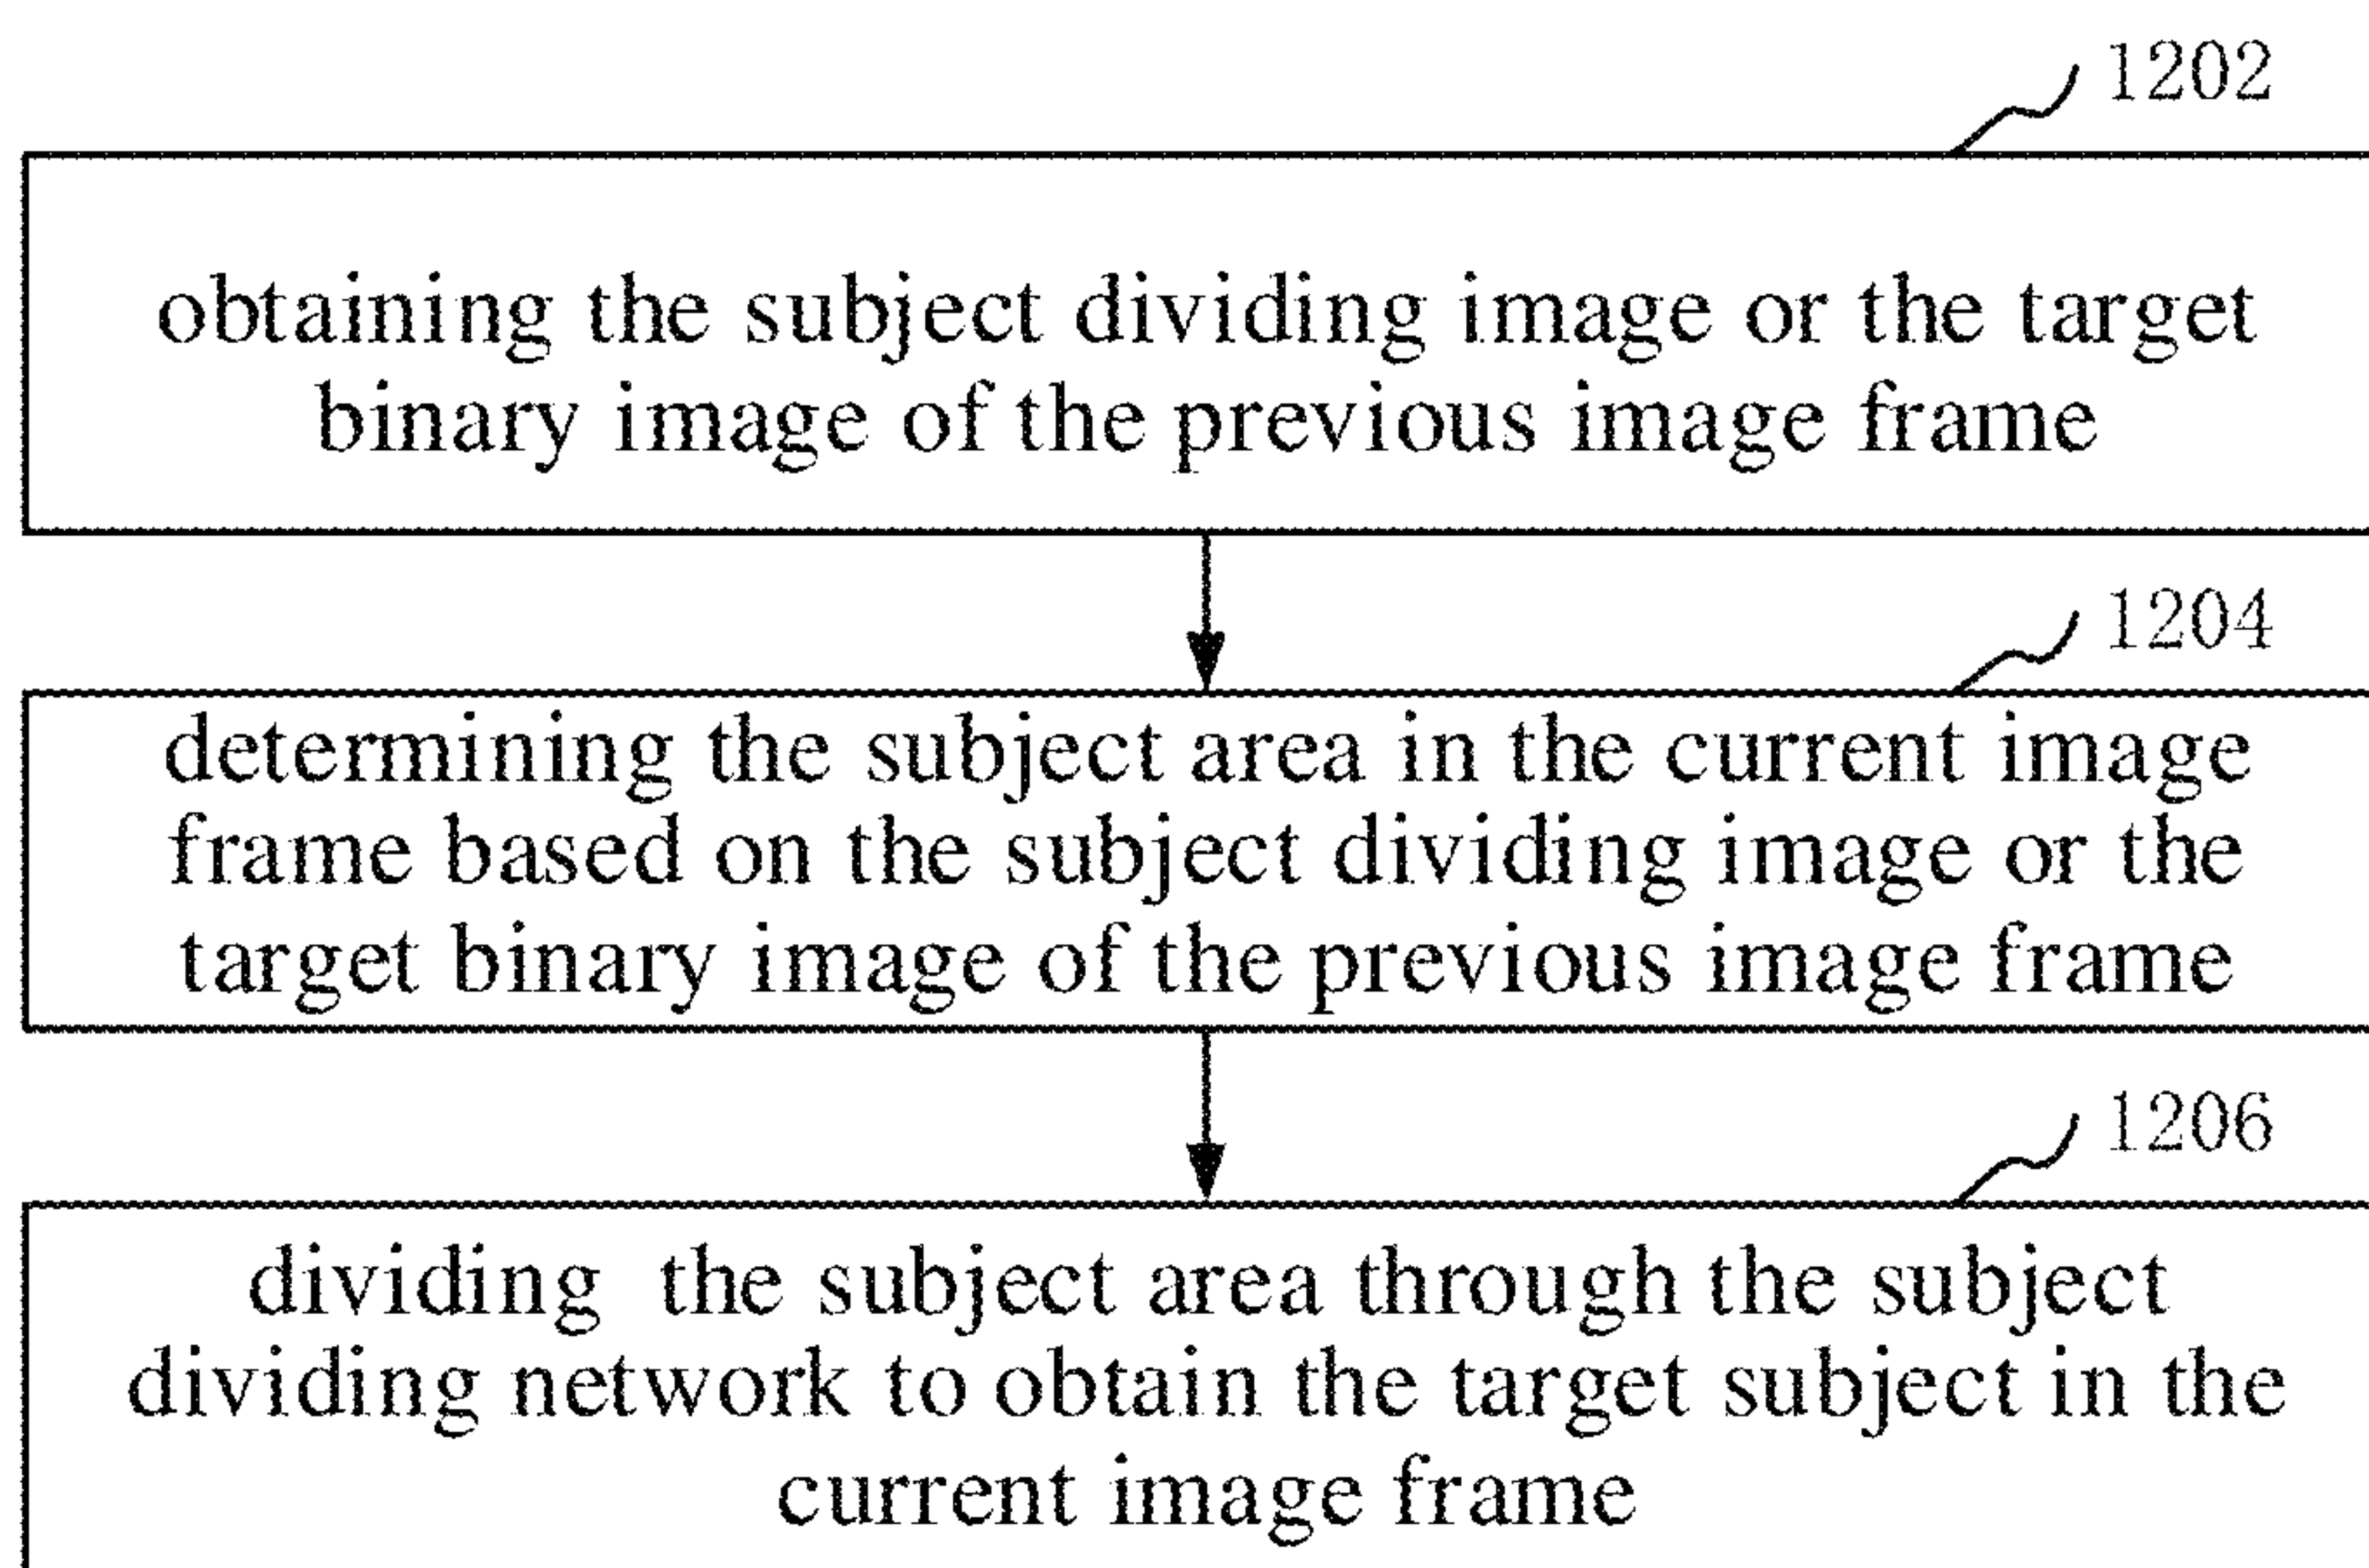 1202
obtaining the subject dividing image or the target
binary image of the previous image frame
1204
determining the subject area in the current image
frame based on the subject dividing image or the
target binary image of the previous image frame
1206
dividing the subject area through the subject
dividing network to obtain the target subject in the
current image frame